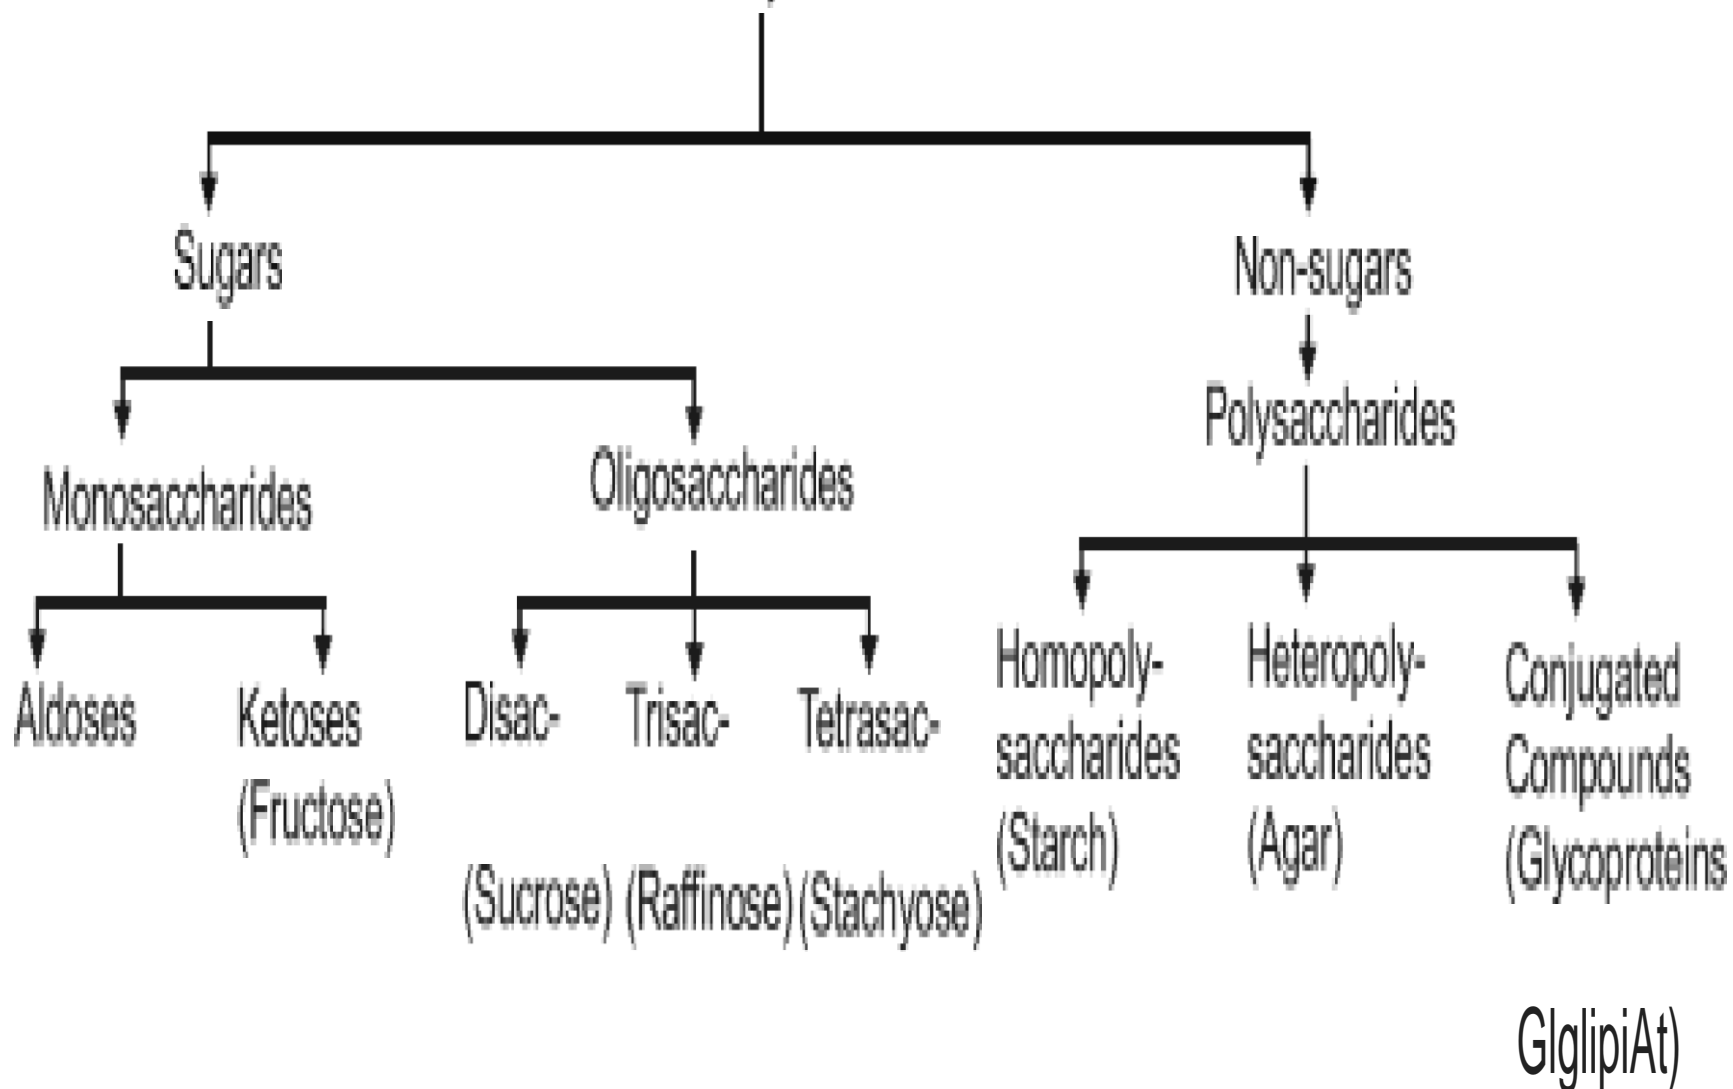 Sugars
Non-sugars
Polysaccharides
Monosaccharides
Oligosaccharides
Aldoses
Ketoses
(Fructose)
Disac-
Trisac-
Tetrasac-
(Sucrose)
(Raffinose)
(Stachyose)
Homopoly-
saccharides
(Starch)
Heteropoly-
saccharides
(Agar)
Conjugated
Compounds
(Glycoproteins
GlglipiAt)